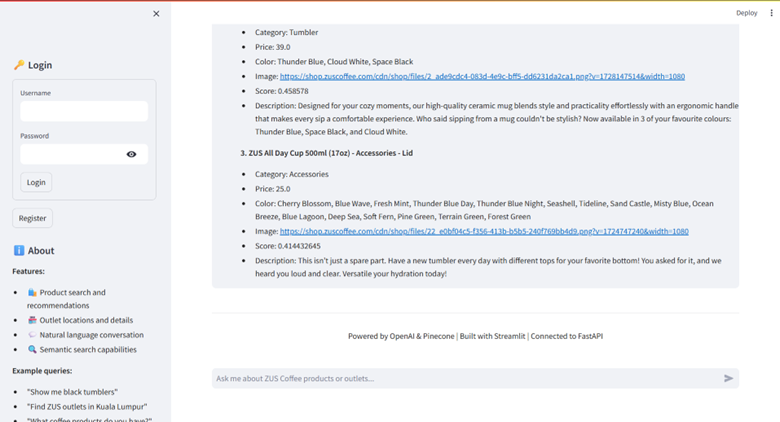 Deploy
🔑 Login
Username
Password
Login
Register
ℹ️ About
Features:
🛍️ Product search and
recommendations
🏪 Outlet locations and details
💬 Natural language conversation
🔍 Semantic search capabilities
Example queries:
"Show me black tumblers"
"Find ZUS outlets in Kuala Lumpur"
"What coffee products do you have?"
Category: Tumbler
Price: 39.0
Color: Thunder Blue, Cloud White, Space Black
Image: https://shop.zuscoffee.com/cdn/shop/files/2_ade9cdc4-083d-4e9c-bff5-dd6231da2ca1.png?v=1728147514&width=1080
Score: 0.458578
Description: Designed for your cozy moments, our high-quality ceramic mug blends style and practicality effortlessly with an ergonomic handle
that makes every sip a comfortable experience. Who said sipping from a mug couldn't be stylish? Now available in 3 of your favourite colours:
Thunder Blue, Space Black, and Cloud White.
3. ZUS All Day Cup 500ml (17oz) - Accessories - Lid
Category: Accessories
Price: 25.0
Color: Cherry Blossom, Blue Wave, Fresh Mint, Thunder Blue Day, Thunder Blue Night, Seashell, Tideline, Sand Castle, Misty Blue, Ocean
Breeze, Blue Lagoon, Deep Sea, Soft Fern, Pine Green, Terrain Green, Forest Green
Image: https://shop.zuscoffee.com/cdn/shop/files/22_e0bf04c5-f356-413b-b5b5-240f769bb4d9.png?v=1724747240&width=1080
Score: 0.414432645
Description: This isn't just a spare part. Have a new tumbler every day with different tops for your favorite bottom! You asked for it, and we
heard you loud and clear. Versatile your hydration today!
Powered by OpenAI & Pinecone | Built with Streamlit | Connected to FastAPI
Ask me about ZUS Coffee products or outlets...